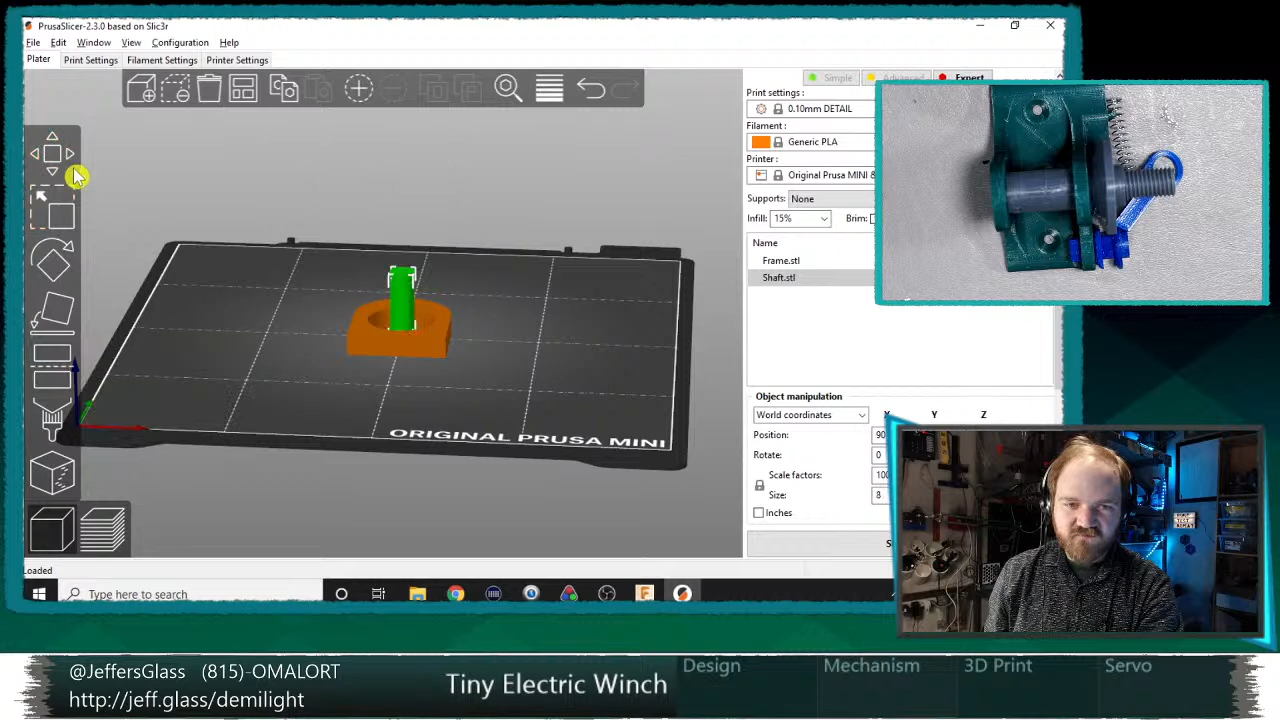 PrusaSlicer-2.3.0 based on Slic3r
File Edit Window View Configuration Help
Plater Print Settings Filament Settings Printer Settings
Simple Advanced Expert
Print settings:
0.10mm DETAIL
Filament:
Generic PLA
Printer:
Original Prusa MINI &
Supports: None
Infill: 15% Brim:
Name
Frame.stl
Shaft.stl
ORIGINAL PRUSA MINI
Object manipulation
World coordinates X Y Z
Position: 90
Rotate: 0
Scale factors: 100
Size: 8
Inches
S
Loaded
Type here to search
@JeffersGlass (815)-OMALORT
http://jeff.glass/demilight
Tiny Electric Winch
Design Mechanism 3D Print Servo